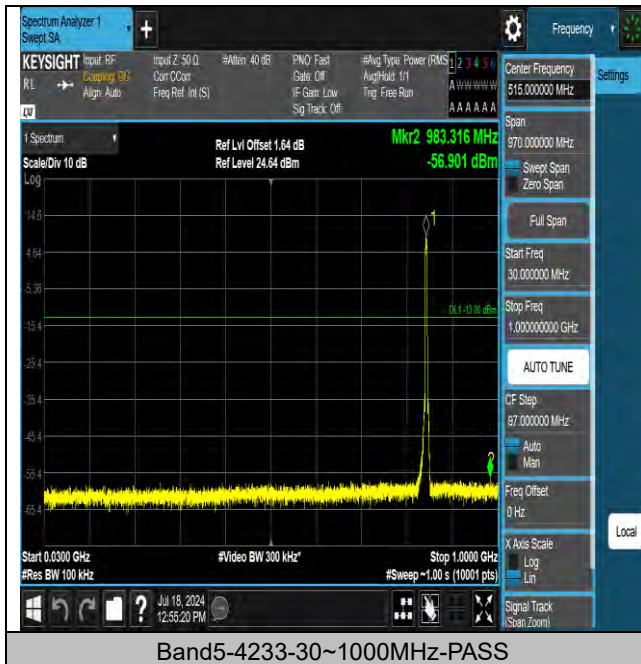 Spectrum Analyzer 1
Swept SA
+
Frequency
KEYSIGHT
RL
Input: RF
Coupling: DC
Align: Auto
Input Z: 50 Ω
Corr CCorr
Freq Ref: Int (S)
#Atten: 40 dB
PNO: Fast
Gate: Off
IF Gain: Low
Sig Track: Off
#Avg Type: Power (RMS
Avg|Hold: 1/1
Trig: Free Run
1 2 3 4 5 6
A W W W W W
A A A A A A
1 Spectrum
Scale/Div 10 dB
Log
Ref Lvl Offset 1.64 dB
Ref Level 24.64 dBm
Mkr2 983.316 MHz
-56.901 dBm
14.6
4.64
-5.36
-15.4
-25.4
-35.4
-45.4
-55.4
-65.4
1
DL1 -13.00 dBm
2
Start 0.0300 GHz
#Res BW 100 kHz
#Video BW 300 kHz*
Stop 1.0000 GHz
#Sweep ~1.00 s (10001 pts)
?
Jul 18, 2024
12:55:20 PM
Center Frequency
515.000000 MHz
Settings
Span
970.000000 MHz
Swept Span
Zero Span
Full Span
Start Freq
30.000000 MHz
Stop Freq
1.000000000 GHz
AUTO TUNE
CF Step
97.000000 MHz
Auto
Man
Freq Offset
0 Hz
X Axis Scale
Log
Lin
Local
Signal Track
(Span Zoom)
Band5-4233-30~1000MHz-PASS